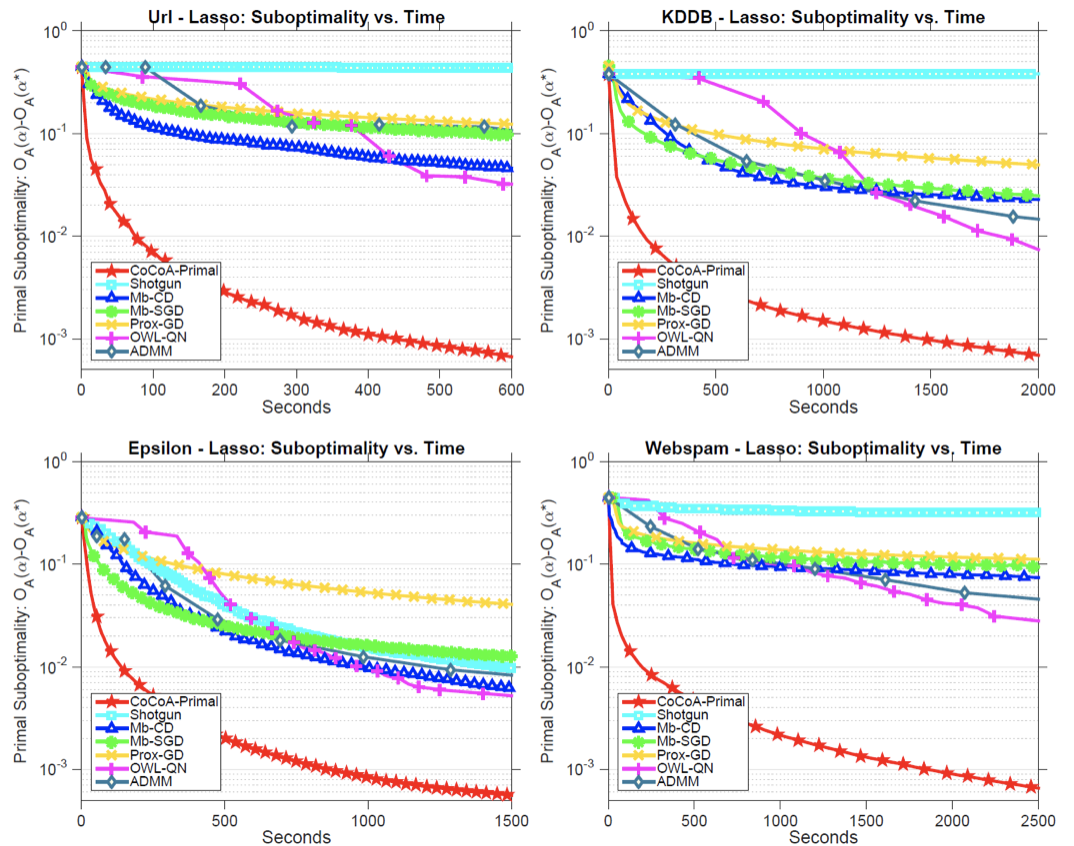 Url - Lasso: Suboptimality vs. Time
Primal Suboptimality: O_A(α)-O_A(α*)
10^0
10^-1
10^-2
10^-3
CoCoA-Primal
Shotgun
Mb-CD
Mb-SGD
Prox-GD
OWL-QN
ADMM
0 100 200 300 400 500 600
Seconds
KDDB - Lasso: Suboptimality vs. Time
Primal Suboptimality: O_A(α)-O_A(α*)
10^0
10^-1
10^-2
10^-3
CoCoA-Primal
Shotgun
Mb-CD
Mb-SGD
Prox-GD
OWL-QN
ADMM
0 500 1000 1500 2000
Seconds
Epsilon - Lasso: Suboptimality vs. Time
Primal Suboptimality: O_A(α)-O_A(α*)
10^0
10^-1
10^-2
10^-3
CoCoA-Primal
Shotgun
Mb-CD
Mb-SGD
Prox-GD
OWL-QN
ADMM
0 500 1000 1500
Seconds
Webspam - Lasso: Suboptimality vs. Time
Primal Suboptimality: O_A(α)-O_A(α*)
10^0
10^-1
10^-2
10^-3
CoCoA-Primal
Shotgun
Mb-CD
Mb-SGD
Prox-GD
OWL-QN
ADMM
0 500 1000 1500 2000 2500
Seconds